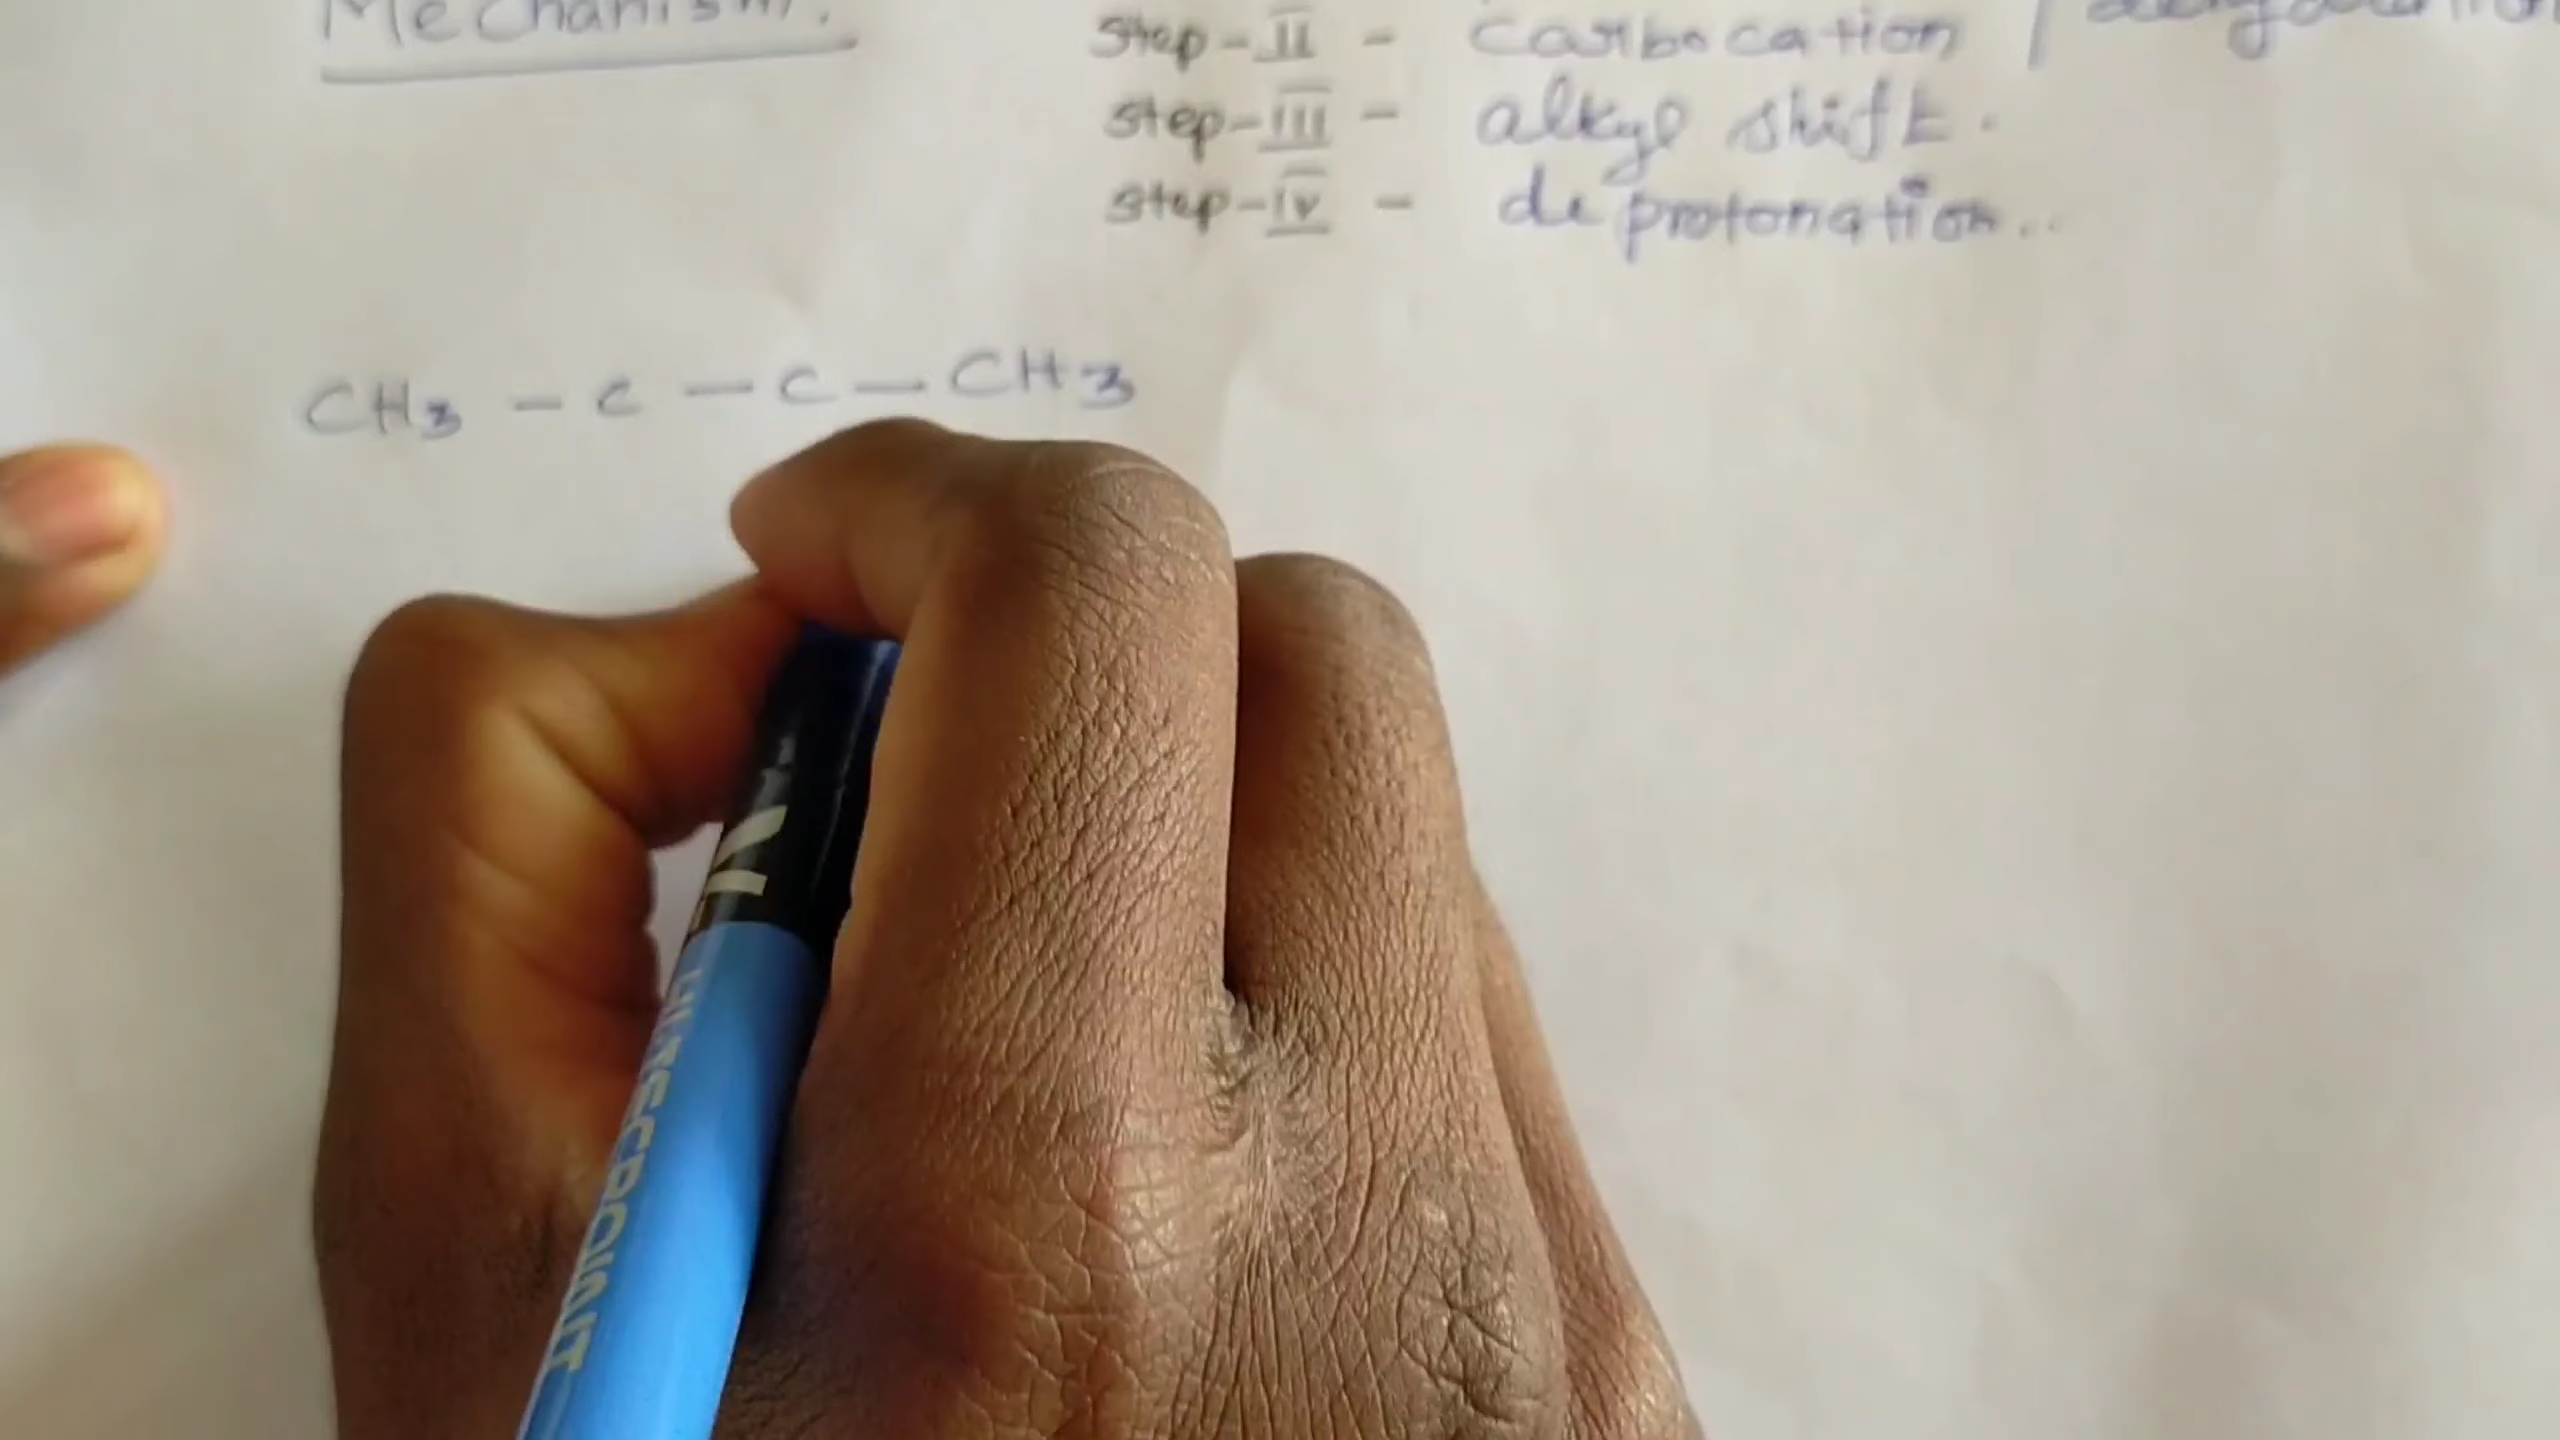 Mechanism.
Step-II - Carbocation /
Step-III - alkyl shift.
Step-IV - deprotonation..
CH3 - C - C - CH3